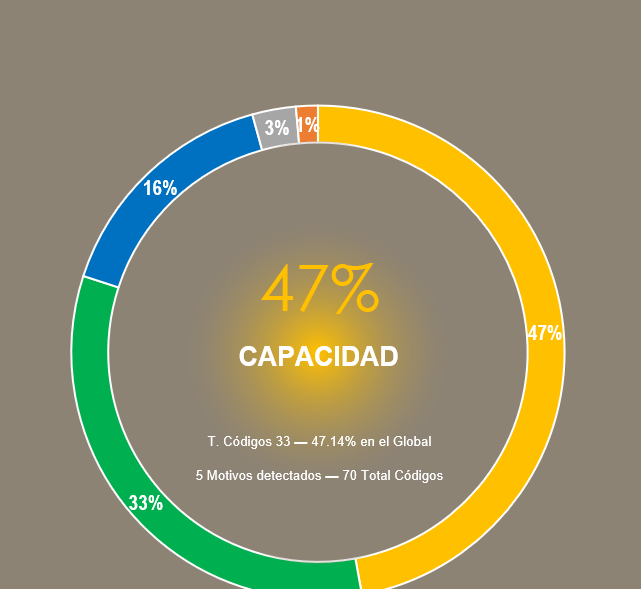 3%
1%
16%
47%
47%
CAPACIDAD
T. Códigos 33 — 47.14% en el Global
5 Motivos detectados — 70 Total Códigos
33%